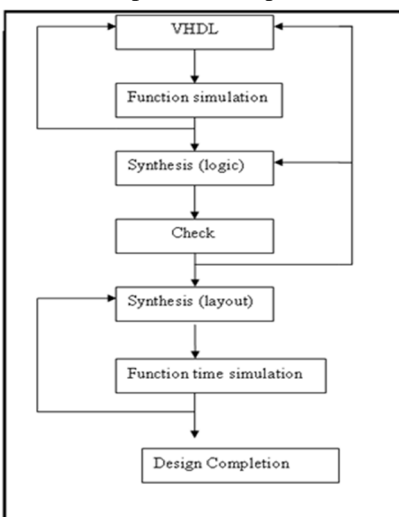 VHDL
Function simulation
Synthesis (logic)
Check
Synthesis (layout)
Function time simulation
Design Completion